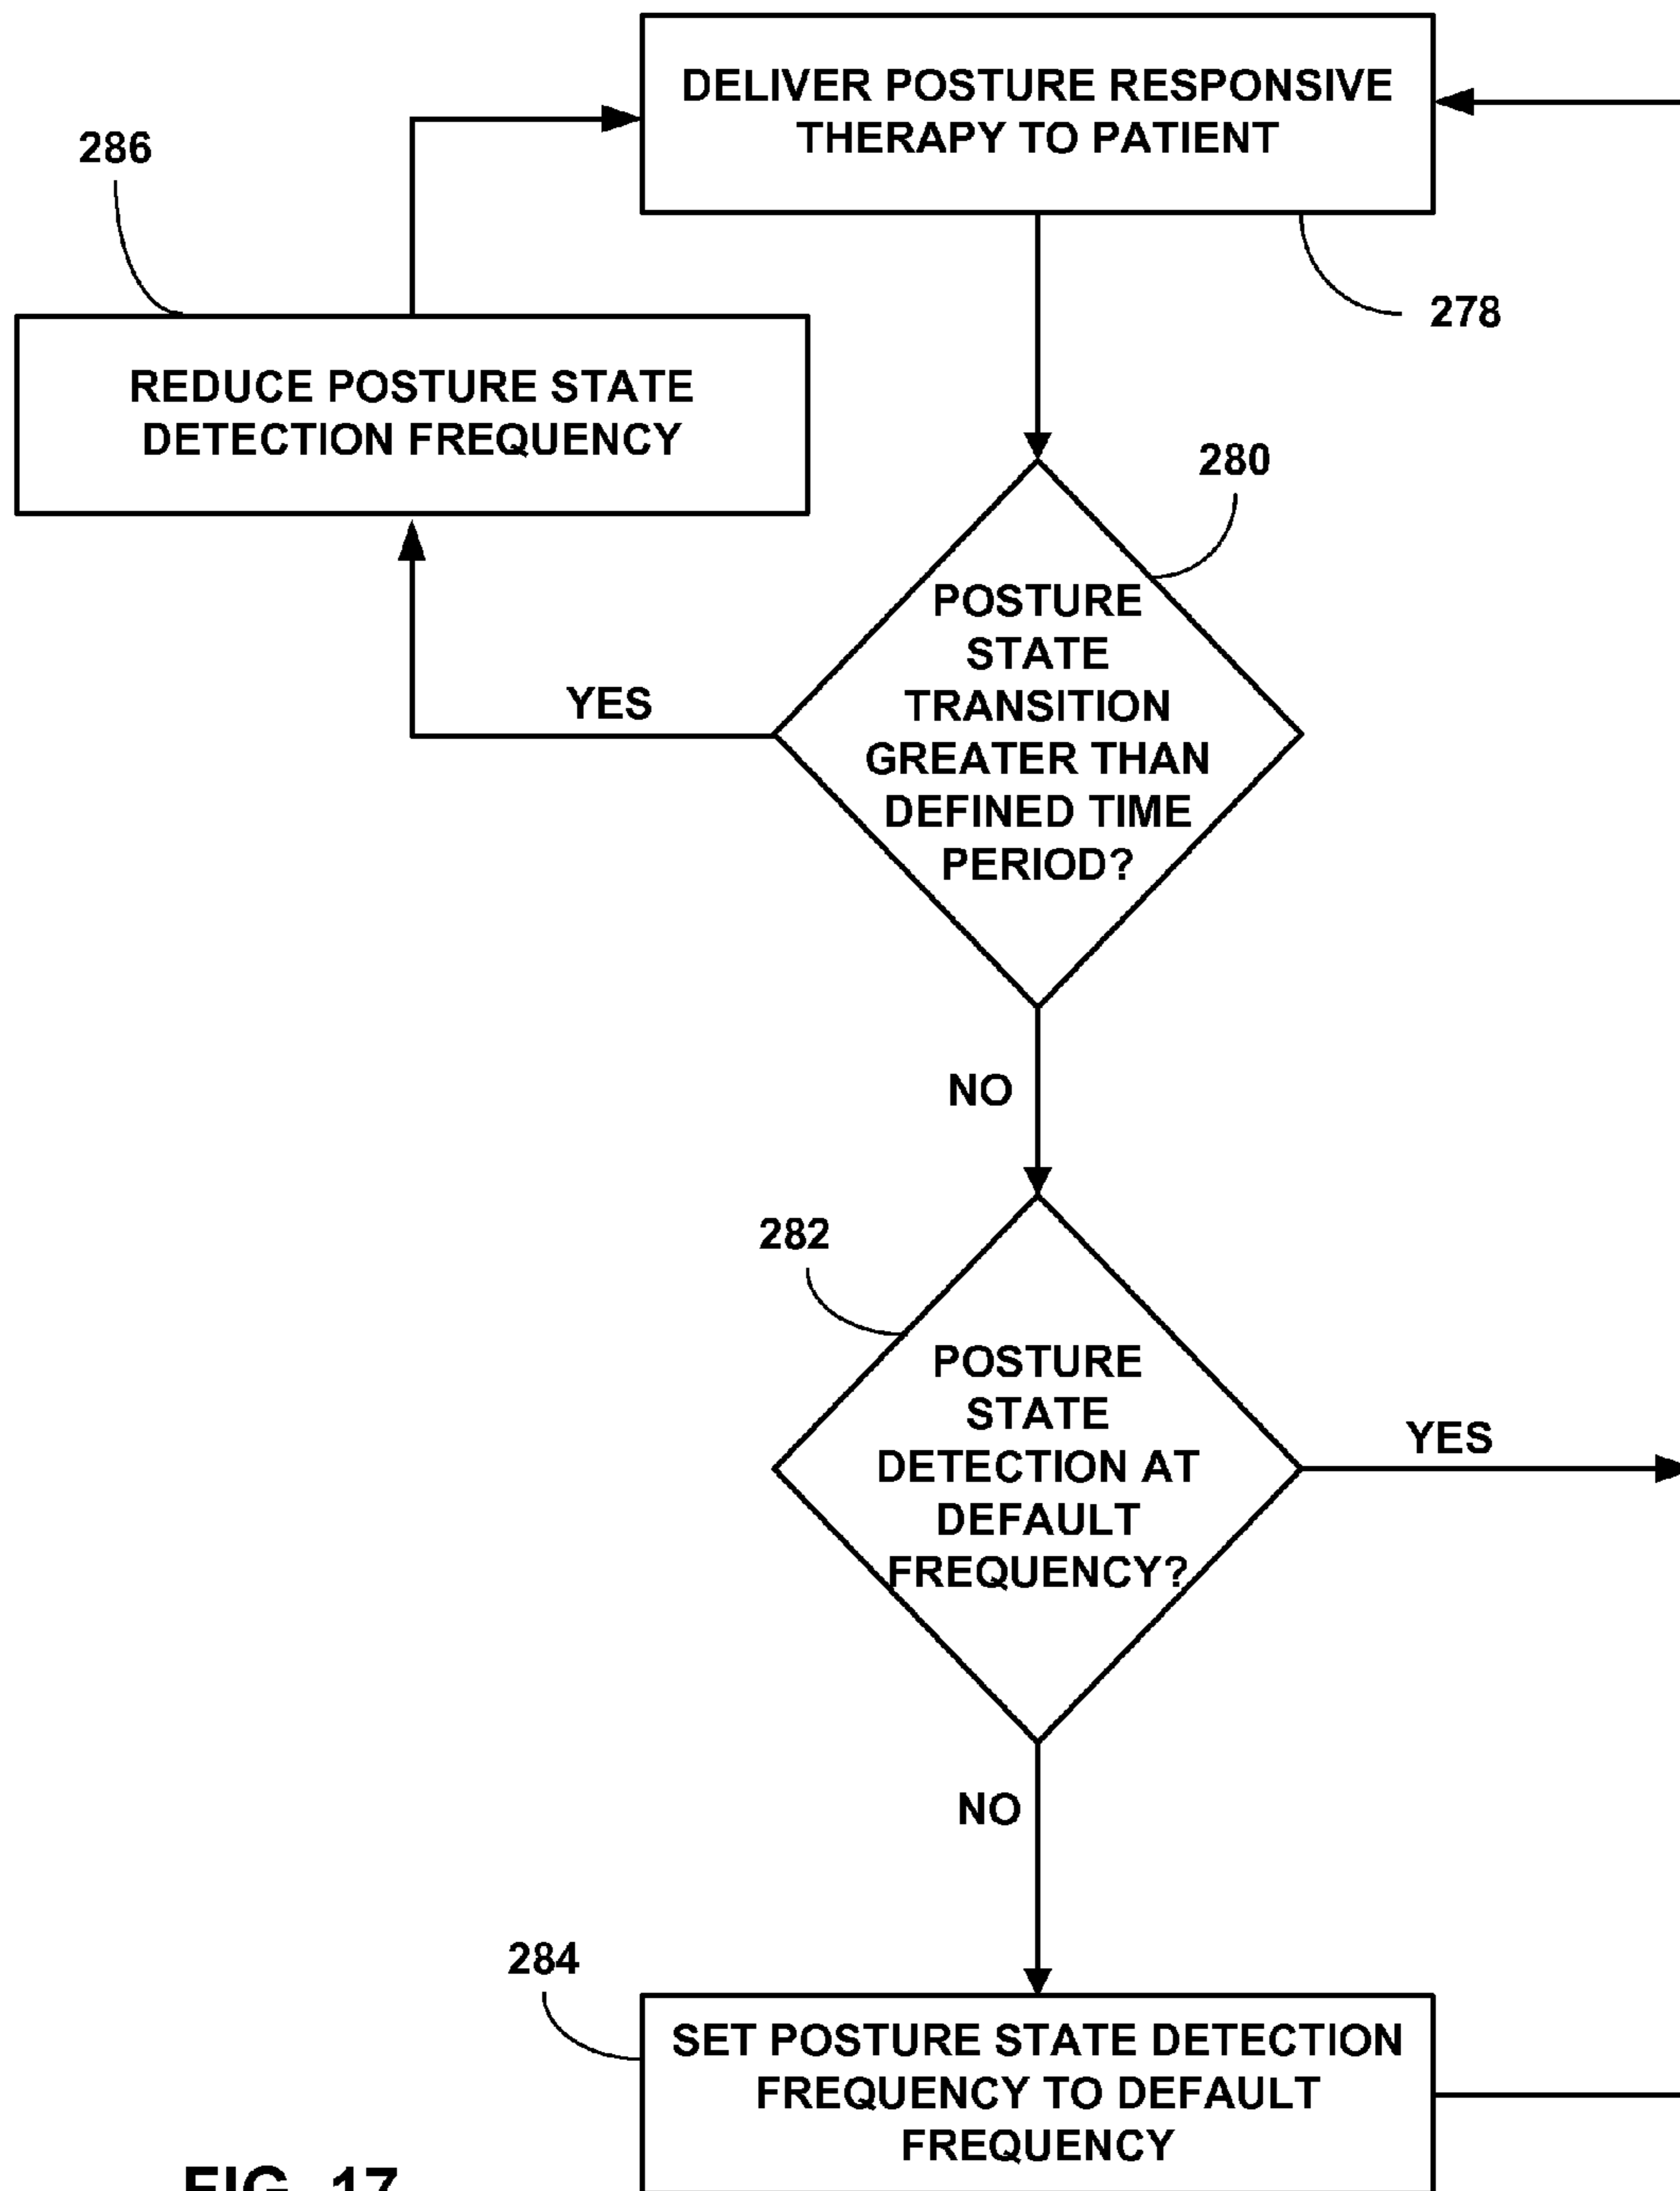 DELIVER POSTURE RESPONSIVE
THERAPY TO PATIENT
286
278
REDUCE POSTURE STATE
DETECTION FREQUENCY
280
POSTURE
STATE
TRANSITION
GREATER THAN
DEFINED TIME
PERIOD?
YES
NO
282
POSTURE
STATE
DETECTION AT
DEFAULT
FREQUENCY?
YES
NO
284
SET POSTURE STATE DETECTION
FREQUENCY TO DEFAULT
FREQUENCY
FIG. 17